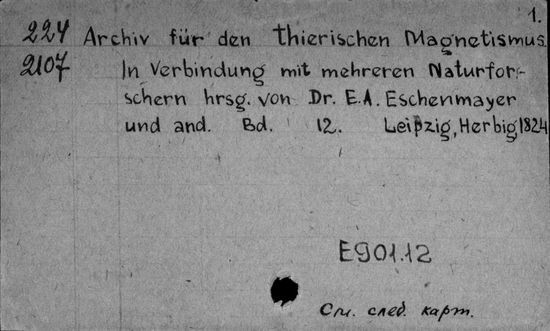 1.
224 Archiv für den thierischen Magnetismus.
2107 In Verbindung mit mehreren Naturfor-
schern hrsg. von Dr. E.A. Eschenmayer
und and. Bd. 12. Leipzig, Herbig 1824
E901.12
См. след. карт.